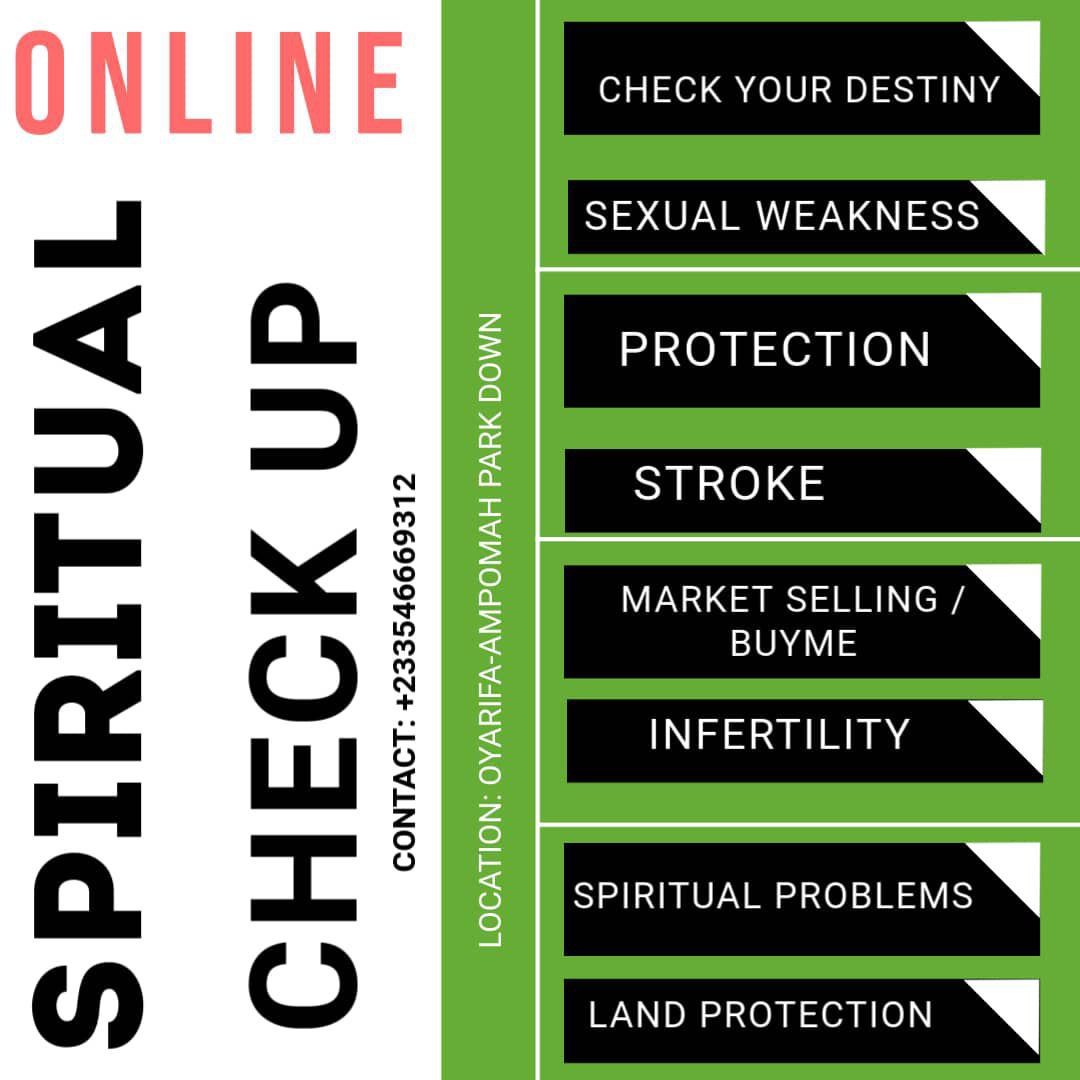 ONLINE
SPIRITUAL
CHECK UP
CONTACT: +233546669312
LOCATION: OYARIFA-AMPOMAH PARK DOWN
CHECK YOUR DESTINY
SEXUAL WEAKNESS
PROTECTION
STROKE
MARKET SELLING /
BUYME
INFERTILITY
SPIRITUAL PROBLEMS
LAND PROTECTION